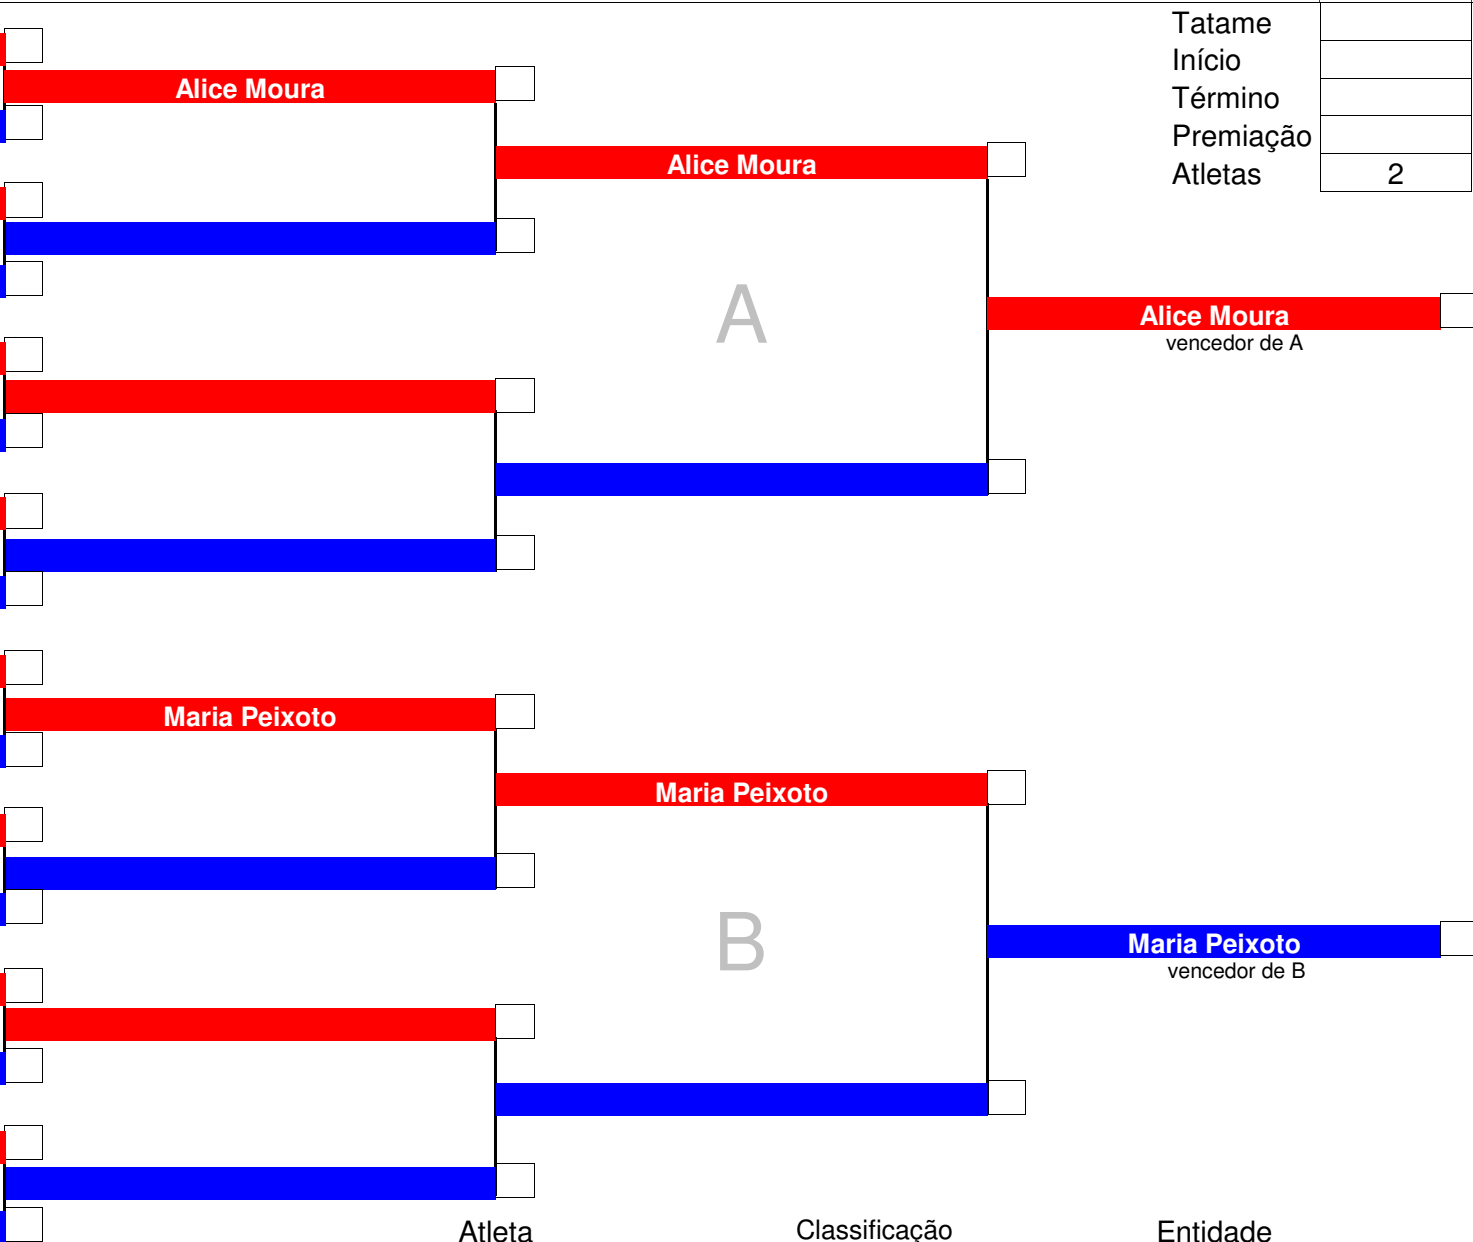 Tatame
Início
Término
Premiação
Atletas 2
Alice Moura
Alice Moura
A
Alice Moura
vencedor de A
Maria Peixoto
Maria Peixoto
B
Maria Peixoto
vencedor de B
Atleta Classificação Entidade